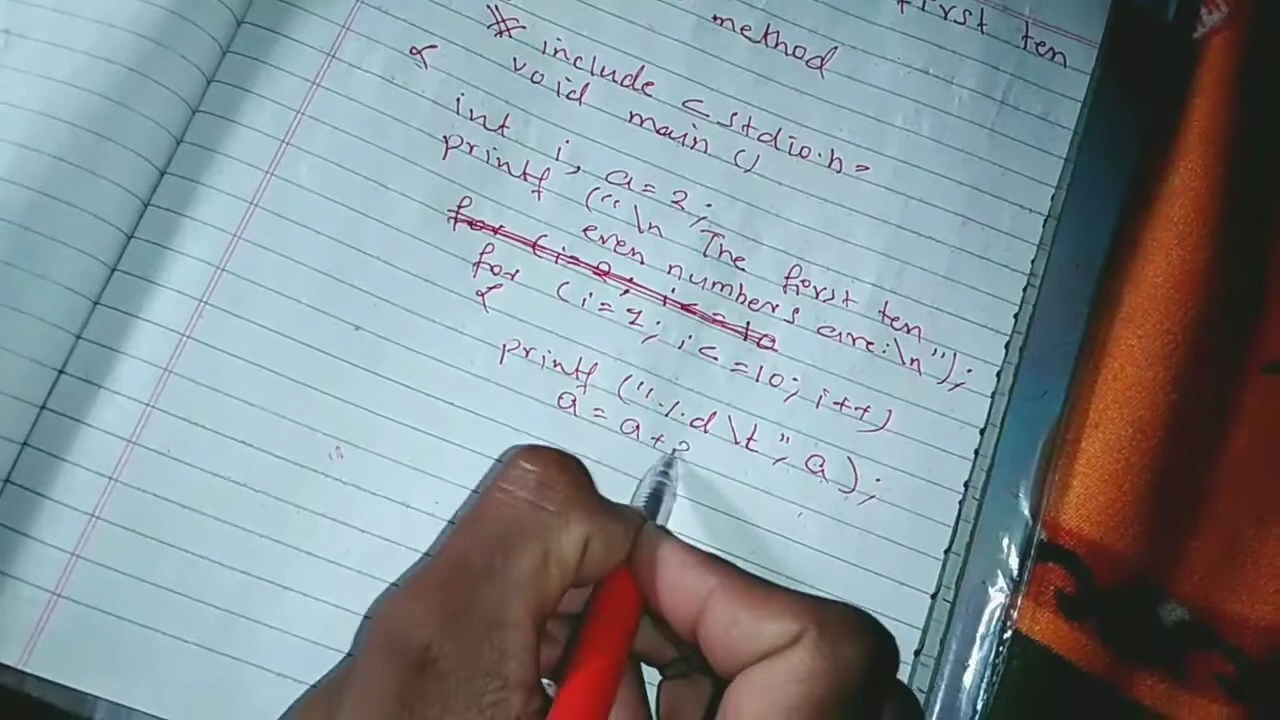 first ten
method
# include <stdio.h>
void main ()
{
int i, a=2;
printf ("\n The first ten
even numbers are:\n");
for (i=0; i<=10
for (i=1; i<=10; i++)
{
printf ("%d\t", a);
a=a+2